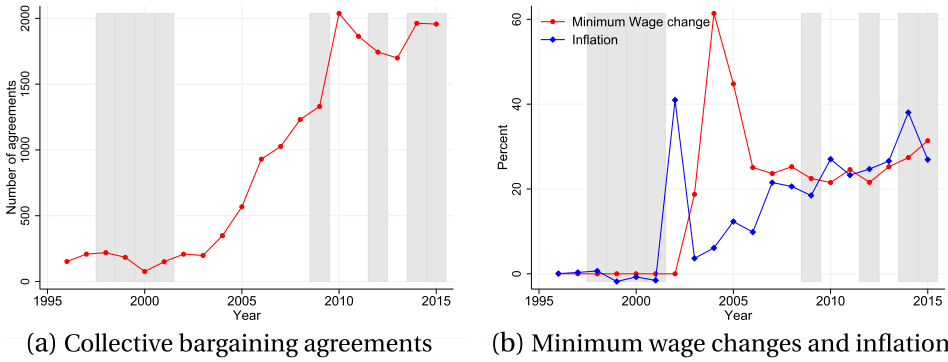 2000
1500
1000
500
0
Number of agreements
1995 2000 2005 2010 2015
Year
(a) Collective bargaining agreements
Minimum Wage change
Inflation
60
40
20
0
Percent
1995 2000 2005 2010 2015
Year
(b) Minimum wage changes and inflation